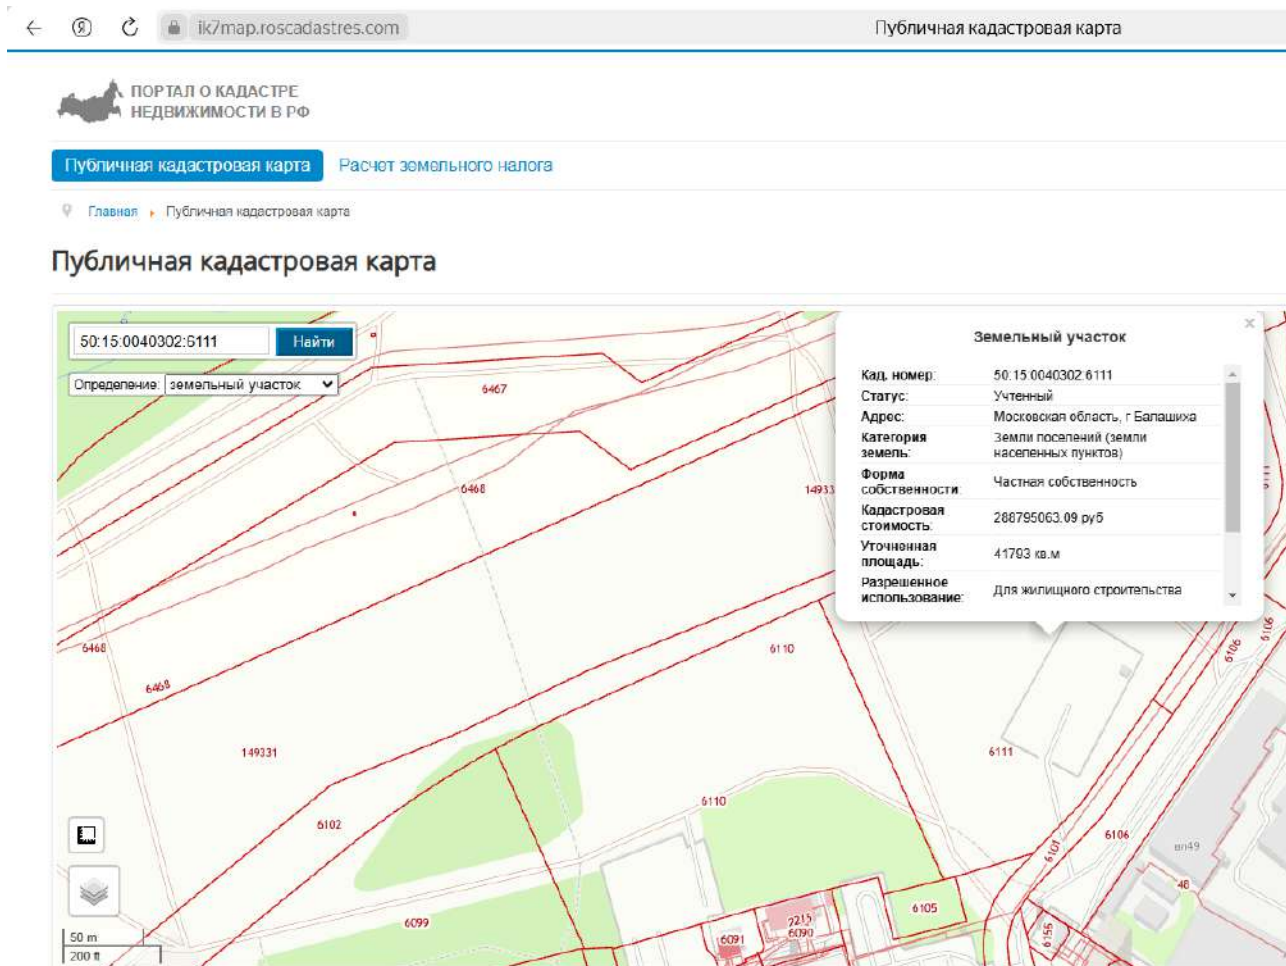 ik7map.roscadastres.com
Публичная кадастровая карта
ПОРТАЛ О КАДАСТРЕ
НЕДВИЖИМОСТИ В РФ
Публичная кадастровая карта
Расчет земельного налога
Главная
Публичная кадастровая карта
Публичная кадастровая карта
50:15:0040302:6111
Найти
Определение: земельный участок
Земельный участок
Кад. номер: 50:15:0040302:6111
Статус: Учтенный
Адрес: Московская область, г Балашиха
Категория земель: Земли поселений (земли населенных пунктов)
Форма собственности: Частная собственность
Кадастровая стоимость: 288795063.09 руб
Уточненная площадь: 41793 кв.м
Разрешенное использование: Для жилищного строительства
6467
6468
14933
6111
6468
6110
6106
6106
6468
149331
6111
6110
6102
6101
6106
вл49
48
6099
6105
2215
6090
6091
6156
50 m
200 ft